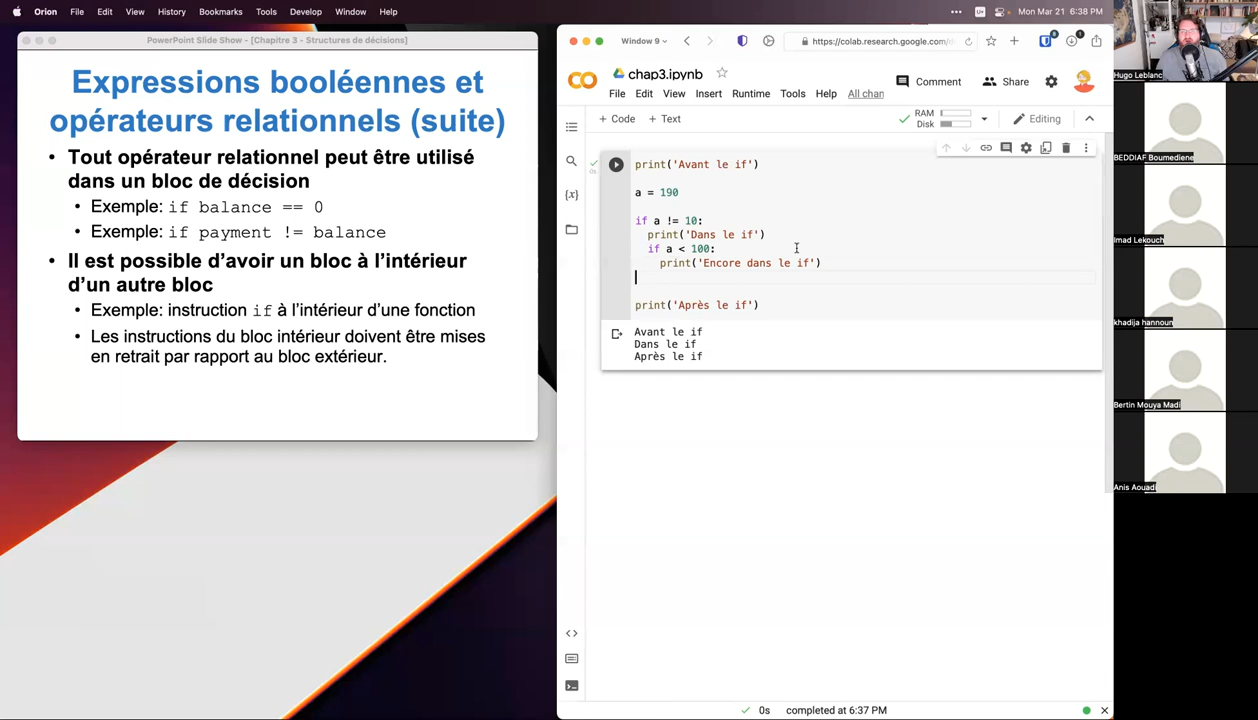 Orion File Edit View History Bookmarks Tools Develop Window Help
Mon Mar 21 6:38 PM
PowerPoint Slide Show - [Chapitre 3 - Structures de décisions]
Expressions booléennes et
opérateurs relationnels (suite)
• Tout opérateur relationnel peut être utilisé
dans un bloc de décision
• Exemple: if balance == 0
• Exemple: if payment != balance
• Il est possible d'avoir un bloc à l'intérieur
d'un autre bloc
• Exemple: instruction if à l'intérieur d'une fonction
• Les instructions du bloc intérieur doivent être mises
en retrait par rapport au bloc extérieur.
Window 9
https://colab.research.google.com/d
CO
chap3.ipynb
Comment
Share
File Edit View Insert Runtime Tools Help All chan
+ Code + Text
RAM
Disk
Editing
{x}
0s
print('Avant le if')
a = 190
if a != 10:
print('Dans le if')
if a < 100:
print('Encore dans le if')
print('Après le if')
Avant le if
Dans le if
Après le if
0s completed at 6:37 PM
Hugo Leblanc
BEDDIAF Boumediene
Imad Lekouch
khadija hannoun
Bertin Mouya Madi
Anis Aouadi